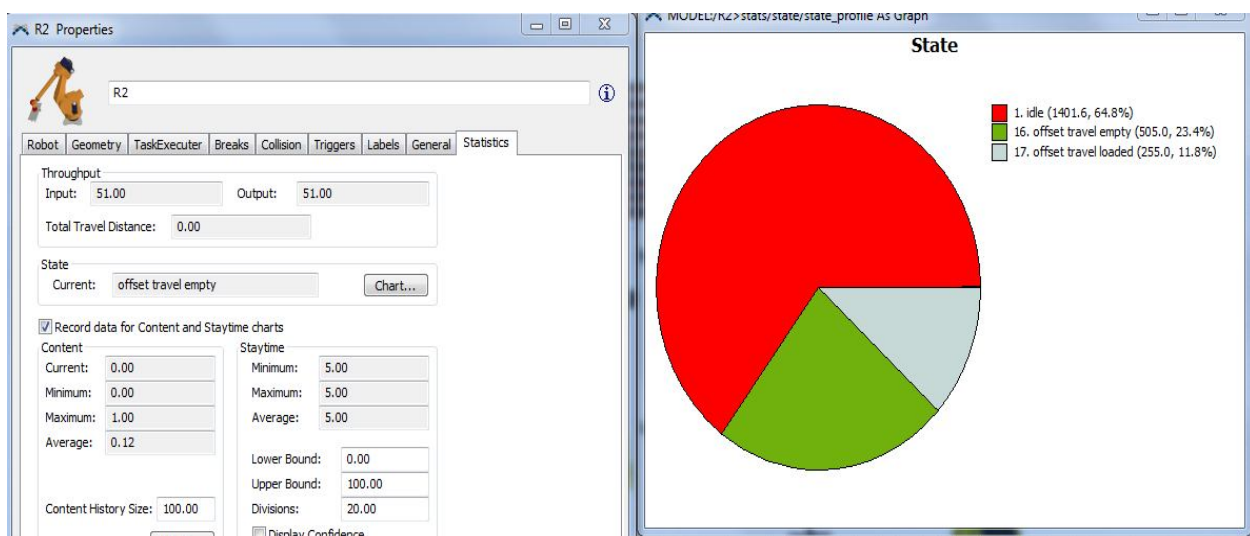 R2 Properties
R2
Robot Geometry TaskExecuter Breaks Collision Triggers Labels General Statistics
Throughput
Input: 51.00 Output: 51.00
Total Travel Distance: 0.00
State
Current: offset travel empty Chart...
Record data for Content and Staytime charts
Content
Current: 0.00
Minimum: 0.00
Maximum: 1.00
Average: 0.12
Content History Size: 100.00
Staytime
Minimum: 5.00
Maximum: 5.00
Average: 5.00
Lower Bound: 0.00
Upper Bound: 100.00
Divisions: 20.00
Display Confidence
MODEL:/R2>stats/state/state_profile As Graph
State
1. idle (1401.6, 64.8%)
16. offset travel empty (505.0, 23.4%)
17. offset travel loaded (255.0, 11.8%)